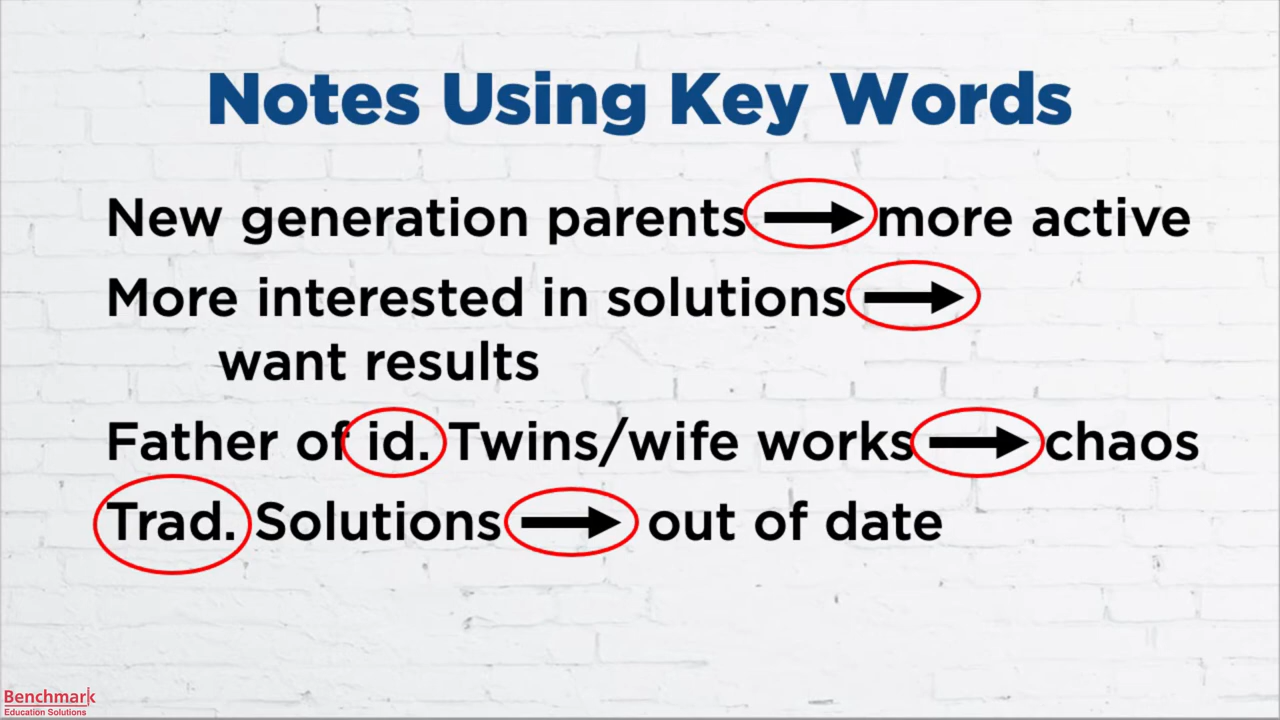 Notes Using Key Words
New generation parents → more active
More interested in solutions →
want results
Father of id. Twins/wife works → chaos
Trad. Solutions → out of date
Benchmark
Education Solutions